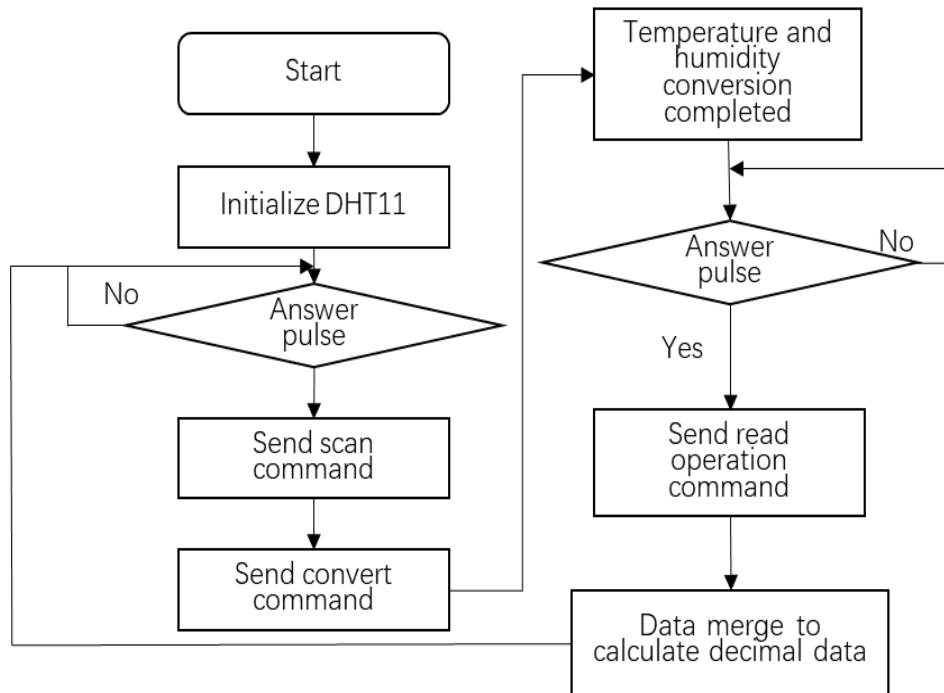 Start
Initialize DHT11
No
Answer
pulse
Send scan
command
Send convert
command
Temperature and
humidity
conversion
completed
Answer
pulse
No
Yes
Send read
operation
command
Data merge to
calculate decimal data